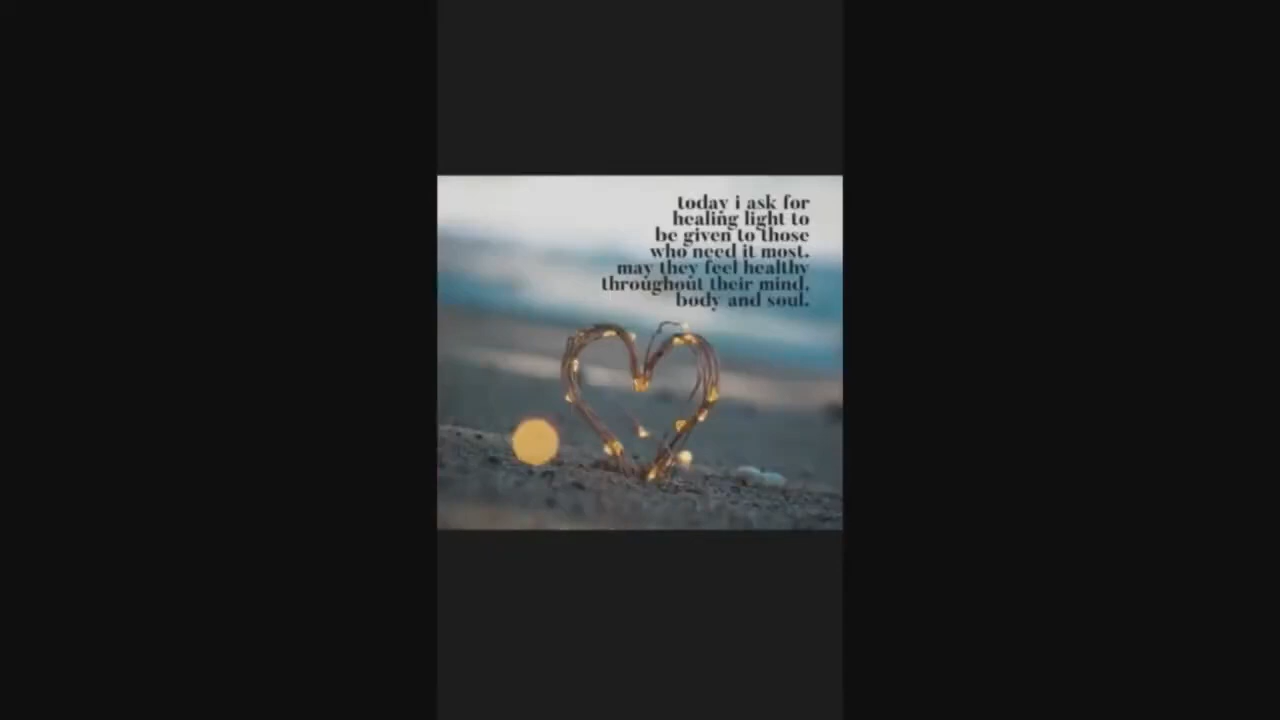 today i ask for
healing light to
be given to those
who need it most.
may they feel healthy
throughout their mind,
body and soul.